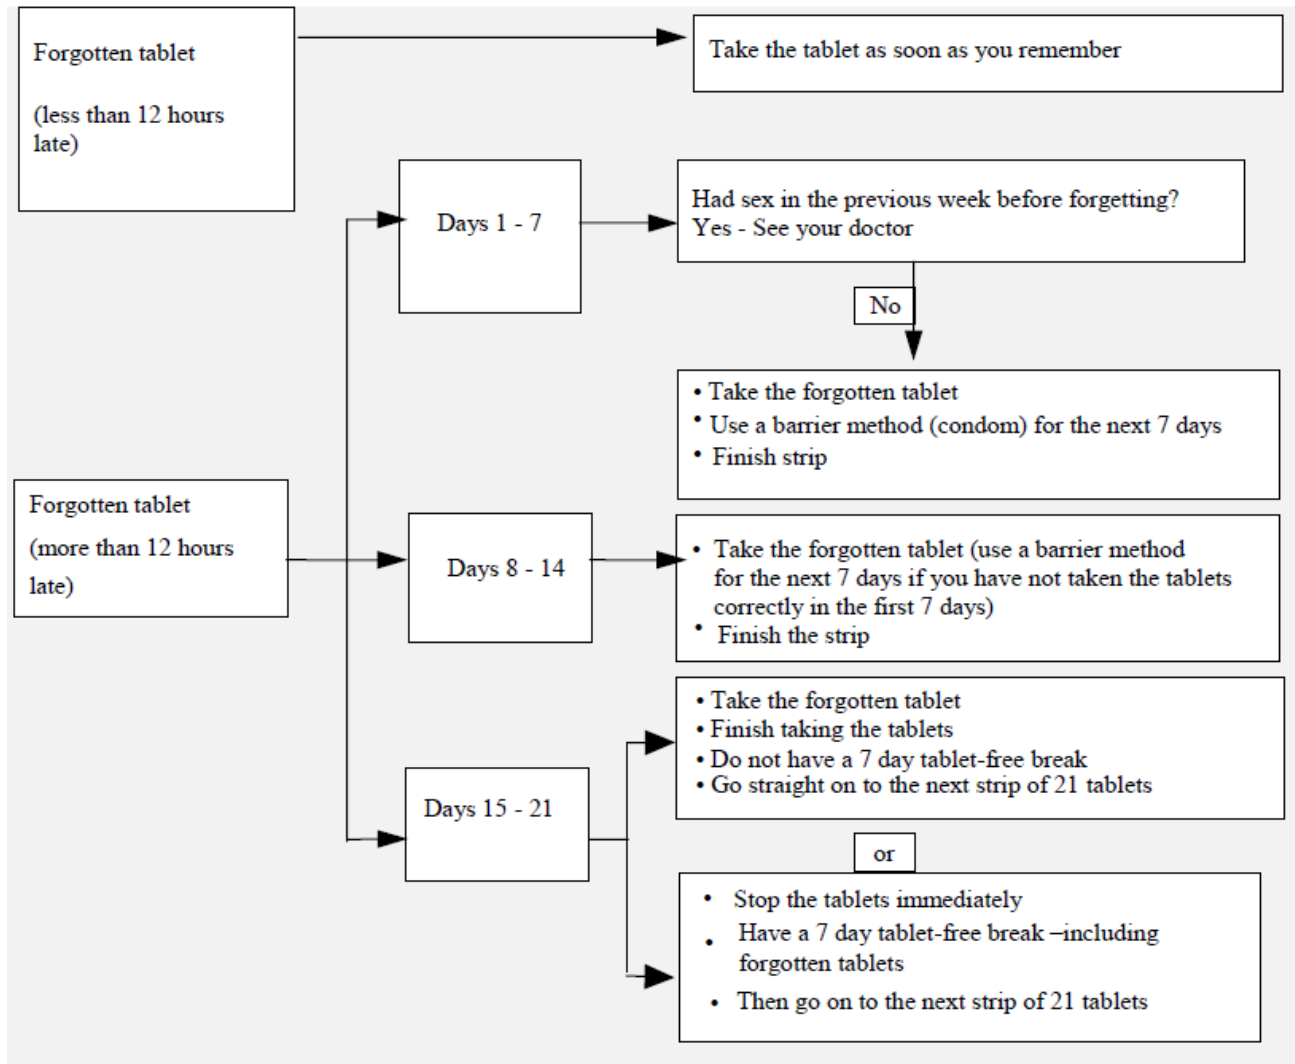 Forgotten tablet
(less than 12 hours
late)
Take the tablet as soon as you remember
Days 1 - 7
Had sex in the previous week before forgetting?
Yes - See your doctor
No
• Take the forgotten tablet
• Use a barrier method (condom) for the next 7 days
• Finish strip
Forgotten tablet
(more than 12 hours
late)
Days 8 - 14
• Take the forgotten tablet (use a barrier method
for the next 7 days if you have not taken the tablets
correctly in the first 7 days)
• Finish the strip
Days 15 - 21
• Take the forgotten tablet
• Finish taking the tablets
• Do not have a 7 day tablet-free break
• Go straight on to the next strip of 21 tablets
or
• Stop the tablets immediately
• Have a 7 day tablet-free break –including
forgotten tablets
• Then go on to the next strip of 21 tablets